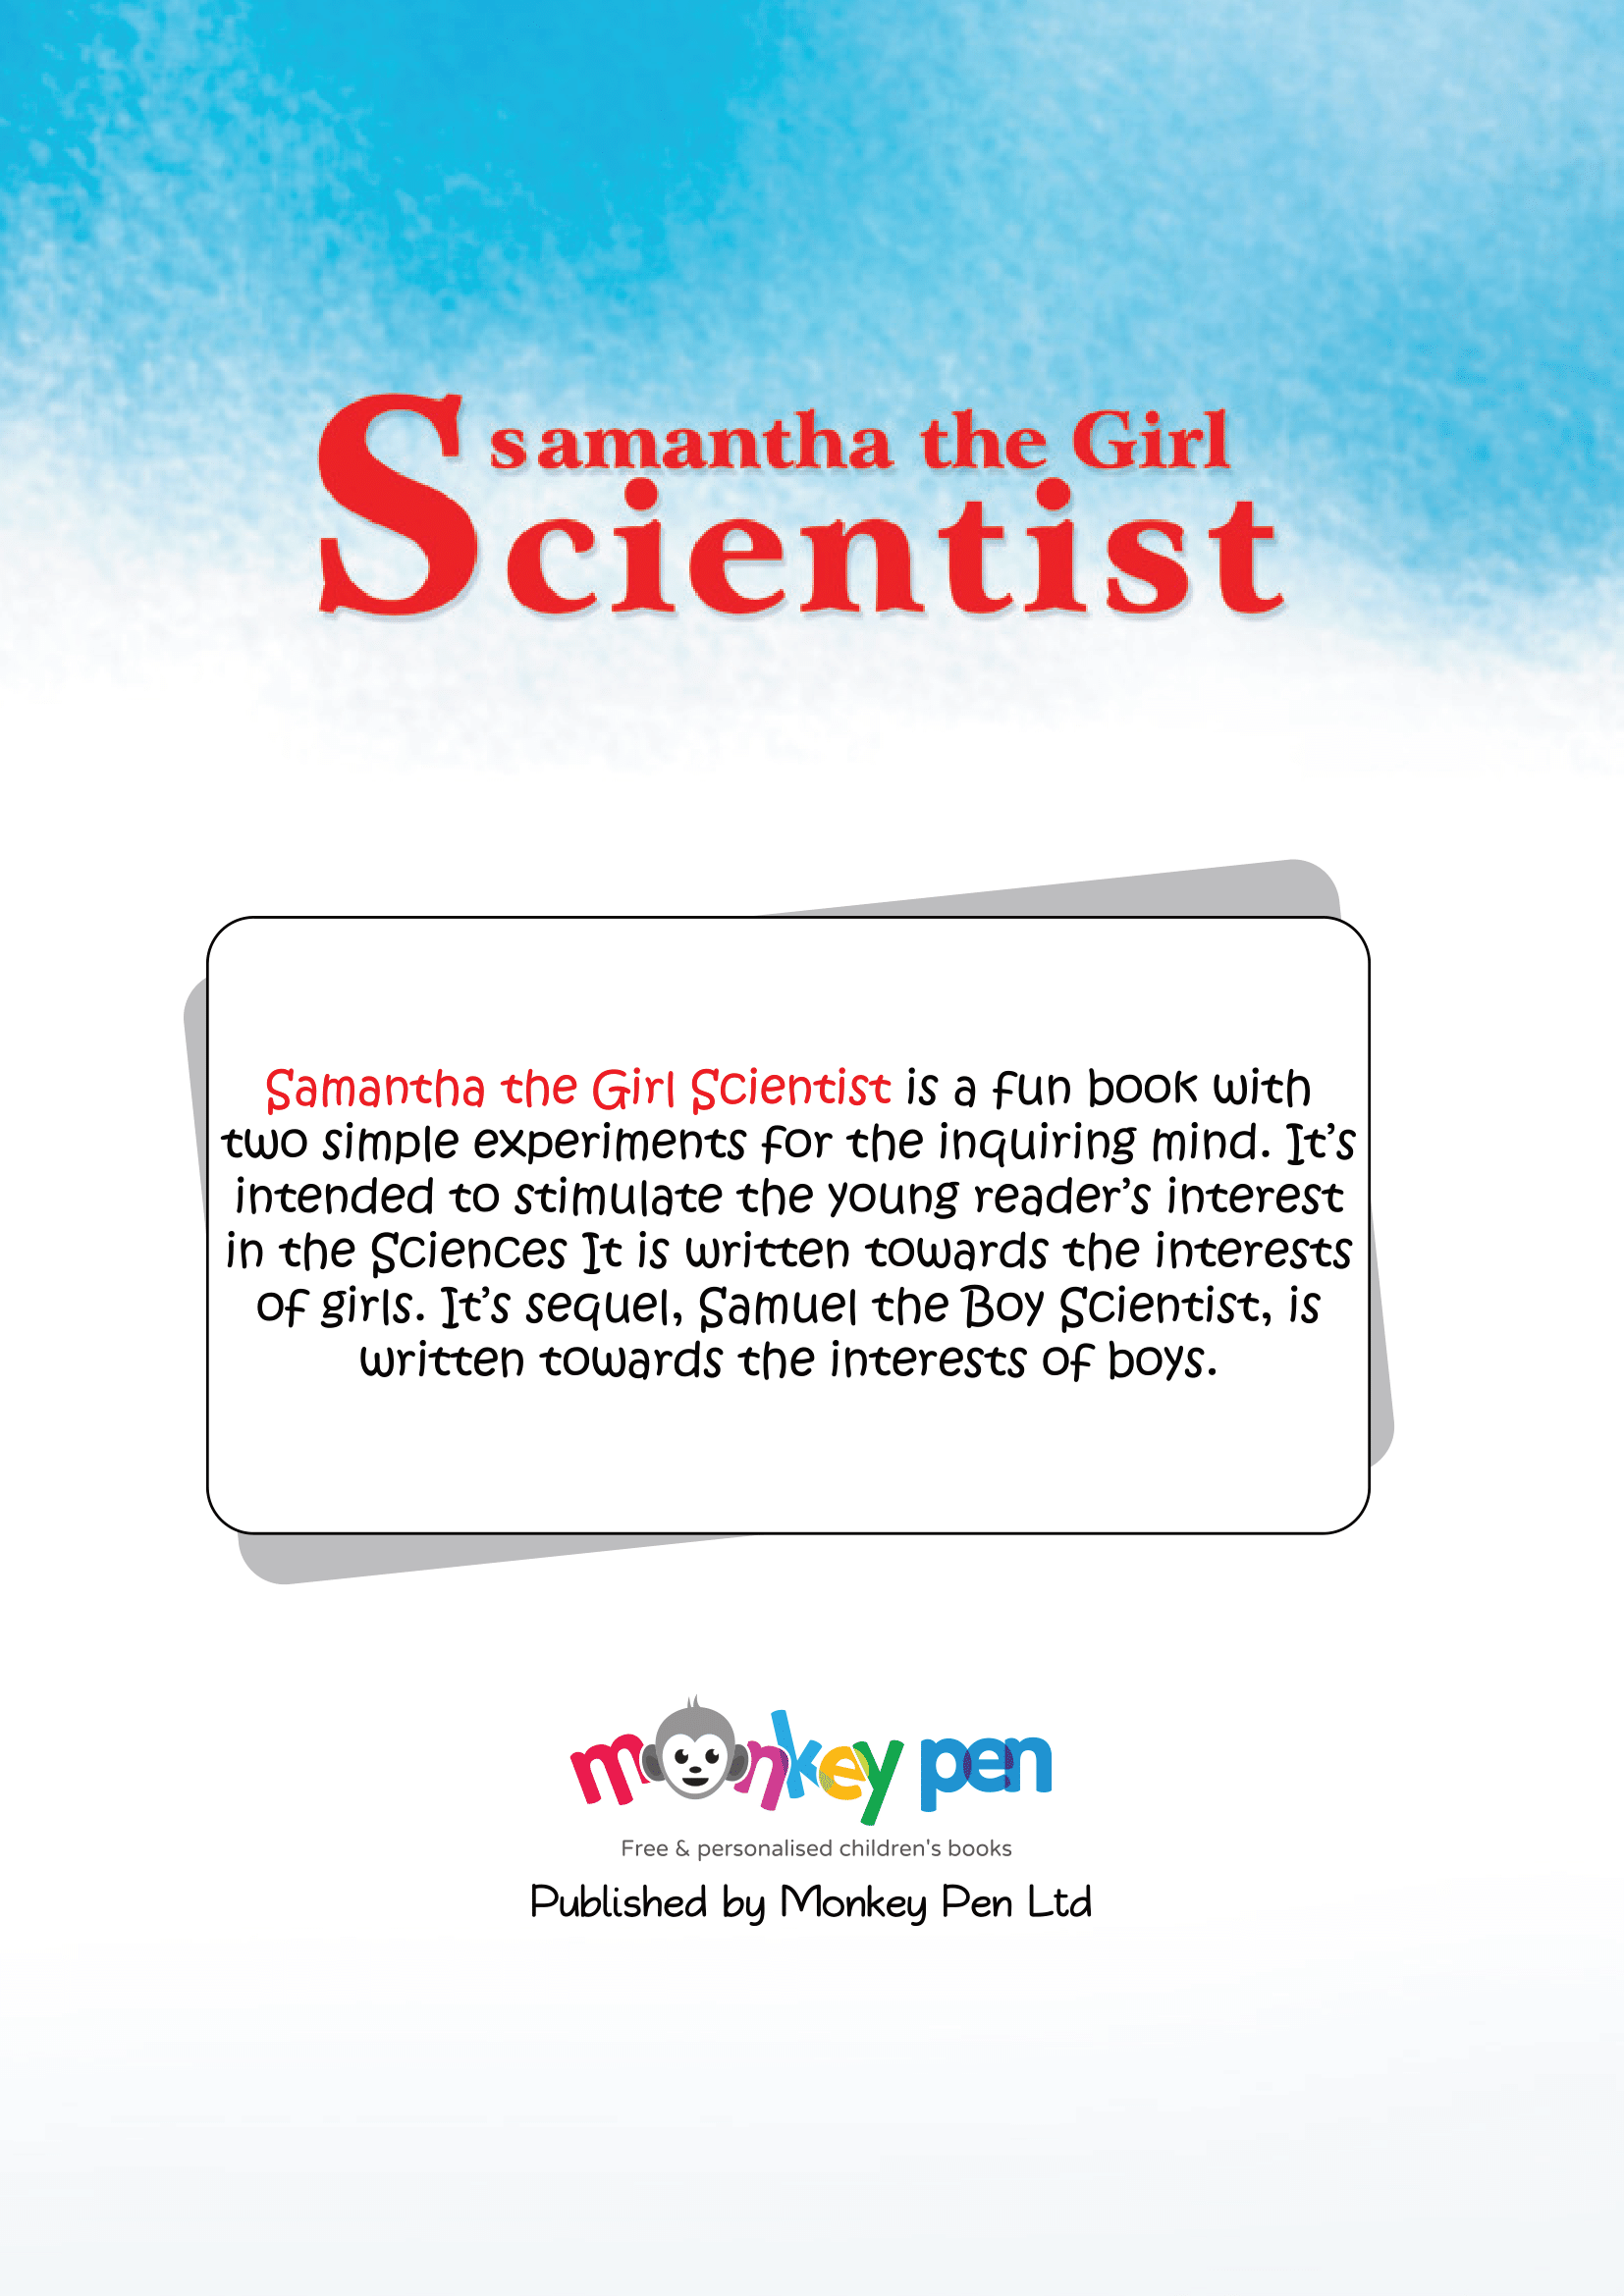 samantha the Girl
Scientist
Samantha the Girl Scientist is a fun book with
two simple experiments for the inquiring mind. It’s
intended to stimulate the young reader’s interest
in the Sciences It is written towards the interests
of girls. It’s sequel, Samuel the Boy Scientist, is
written towards the interests of boys.
monkey pen
Free & personalised children's books
Published by Monkey Pen Ltd